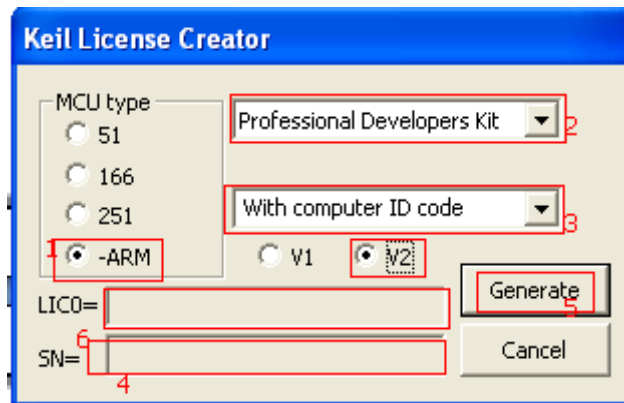 Keil License Creator
MCU type
51
166
251
-ARM
Professional Developers Kit
2
With computer ID code
3
1
V1
V2
LIC0=
Generate
5
6
SN=
4
Cancel